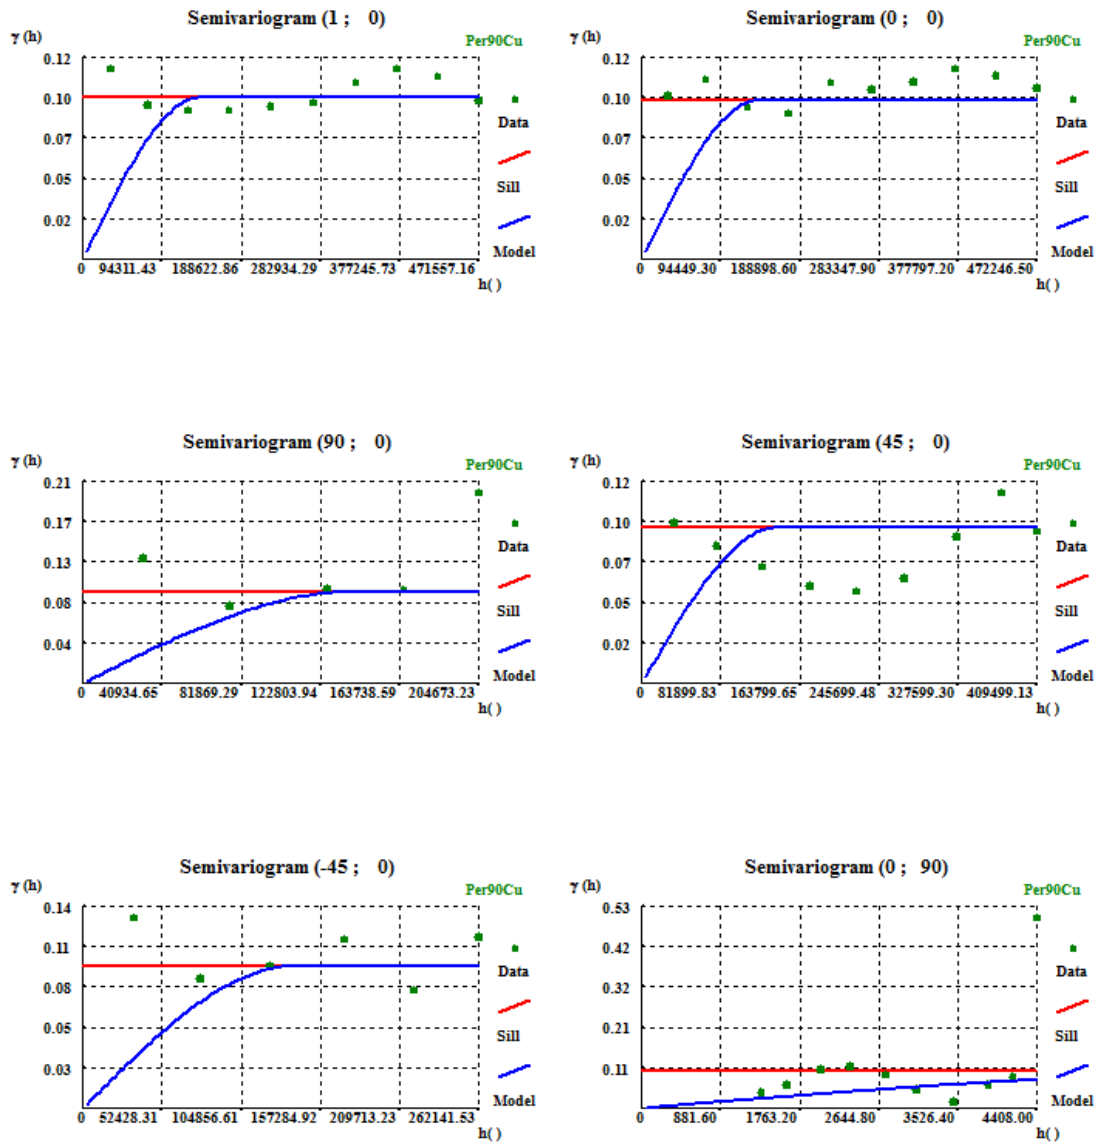 Semivariogram (1 ; 0)
γ (h)
Per90Cu
0.12
0.10
0.07
0.05
0.02
Data
Sill
Model
0 94311.43 188622.86 282934.29 377245.73 471557.16
h( )
Semivariogram (0 ; 0)
γ (h)
Per90Cu
0.12
0.10
0.07
0.05
0.02
Data
Sill
Model
0 94449.30 188898.60 283347.90 377797.20 472246.50
h( )
Semivariogram (90 ; 0)
γ (h)
Per90Cu
0.21
0.17
0.13
0.08
0.04
Data
Sill
Model
0 40934.65 81869.29 122803.94 163738.59 204673.23
h( )
Semivariogram (45 ; 0)
γ (h)
Per90Cu
0.12
0.10
0.07
0.05
0.02
Data
Sill
Model
0 81899.83 163799.65 245699.48 327599.30 409499.13
h( )
Semivariogram (-45 ; 0)
γ (h)
Per90Cu
0.14
0.11
0.08
0.05
0.03
Data
Sill
Model
0 52428.31 104856.61 157284.92 209713.23 262141.53
h( )
Semivariogram (0 ; 90)
γ (h)
Per90Cu
0.53
0.42
0.32
0.21
0.11
Data
Sill
Model
0 881.60 1763.20 2644.80 3526.40 4408.00
h( )